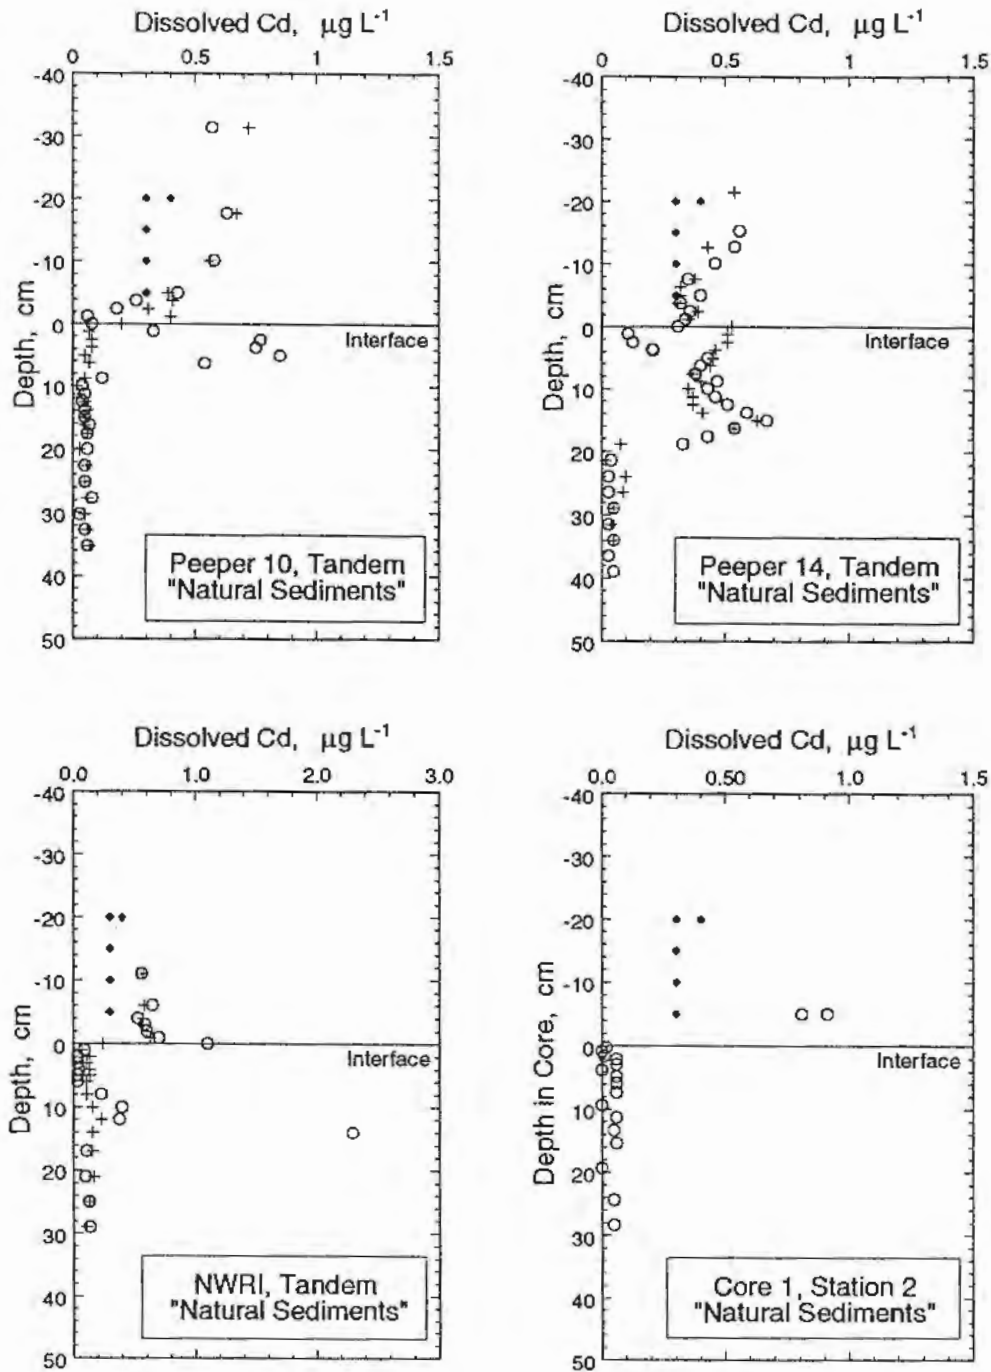 Dissolved Cd, μg L-1
0 0.5 1 1.5
-40
-30
-20
-10
0
10
20
30
40
50
Depth, cm
Interface
Peeper 10, Tandem
"Natural Sediments"
Dissolved Cd, μg L-1
0 0.5 1 1.5
-40
-30
-20
-10
0
10
20
30
40
50
Depth, cm
Interface
Peeper 14, Tandem
"Natural Sediments"
Dissolved Cd, μg L-1
0.0 1.0 2.0 3.0
-40
-30
-20
-10
0
10
20
30
40
50
Depth, cm
Interface
NWRI, Tandem
"Natural Sediments"
Dissolved Cd, μg L-1
0.0 0.50 1.0 1.5
-40
-30
-20
-10
0
10
20
30
40
50
Depth in Core, cm
Interface
Core 1, Station 2
"Natural Sediments"